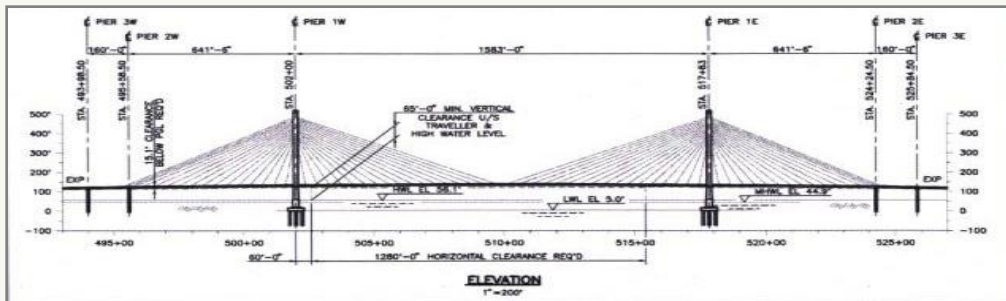 PIER 3W
PIER 2W
PIER 1W
PIER 1E
PIER 2E
PIER 3E
160'-0"
641'-6"
1583'-0"
641'-6"
160'-0"
STA. 493+98.50
STA. 495+58.50
STA. 502+00
STA. 517+83
STA. 524+24.50
STA. 525+84.50
500'
400'
300'
200'
100
0
-100
15.1' CLEARANCE
BELOW PGL REQ'D
65'-0" MIN. VERTICAL
CLEARANCE U/S
TRAVELLER &
HIGH WATER LEVEL
500
400
300
200
100
0
-100
EXP
EXP
HWL EL 56.1'
LWL EL 5.0'
MHWL EL 44.9'
495+00
500+00
505+00
510+00
515+00
520+00
525+00
60'-0"
1280'-0" HORIZONTAL CLEARANCE REQ'D
ELEVATION
1"=200'